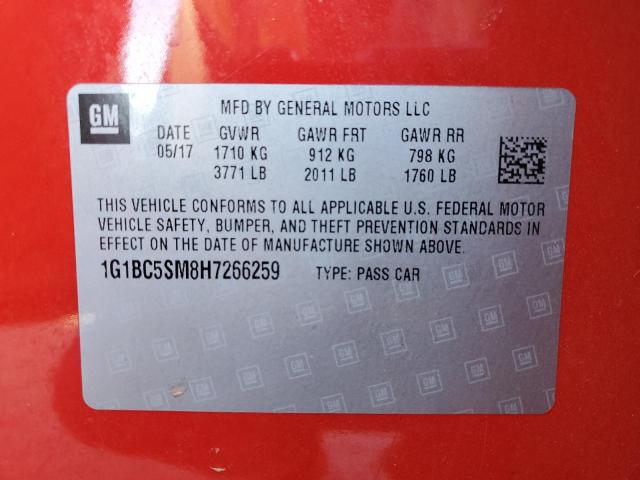 GM
MFD BY GENERAL MOTORS LLC
DATE GVWR GAWR FRT GAWR RR
05/17 1710 KG 912 KG 798 KG
3771 LB 2011 LB 1760 LB
THIS VEHICLE CONFORMS TO ALL APPLICABLE U.S. FEDERAL MOTOR
VEHICLE SAFETY, BUMPER, AND THEFT PREVENTION STANDARDS IN
EFFECT ON THE DATE OF MANUFACTURE SHOWN ABOVE.
1G1BC5SM8H7266259 TYPE: PASS CAR